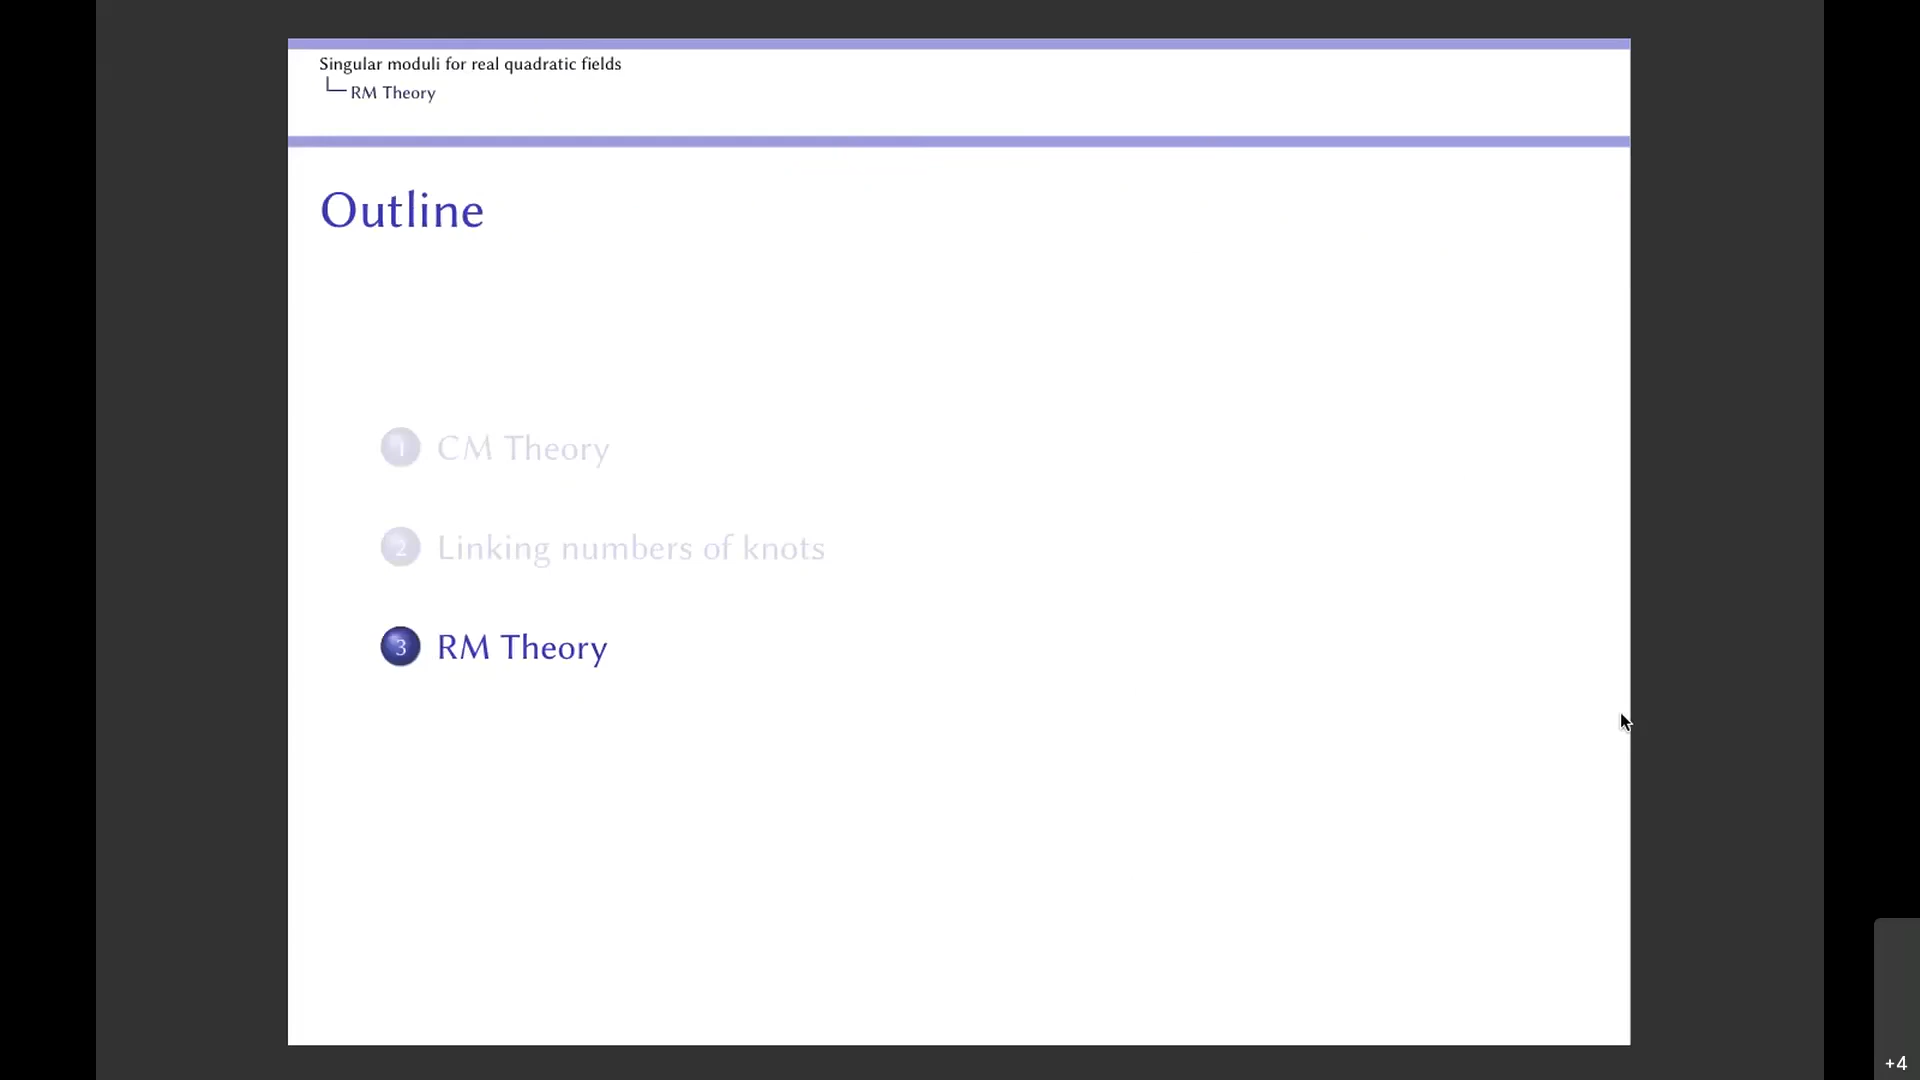 Singular moduli for real quadratic fields
RM Theory
Outline
1 CM Theory
2 Linking numbers of knots
3 RM Theory
+4